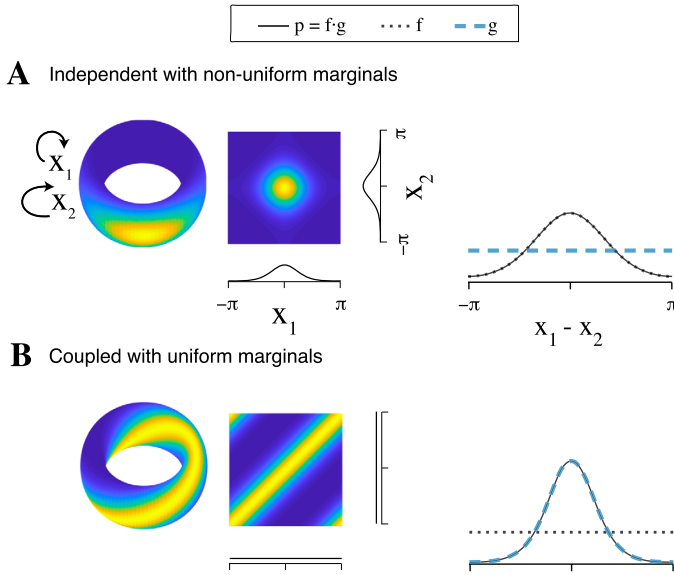 p = f·g f g
A Independent with non-uniform marginals
X₁
X₂
π
X₂
-π
-π π
X₁
-π π
x₁ - x₂
B Coupled with uniform marginals